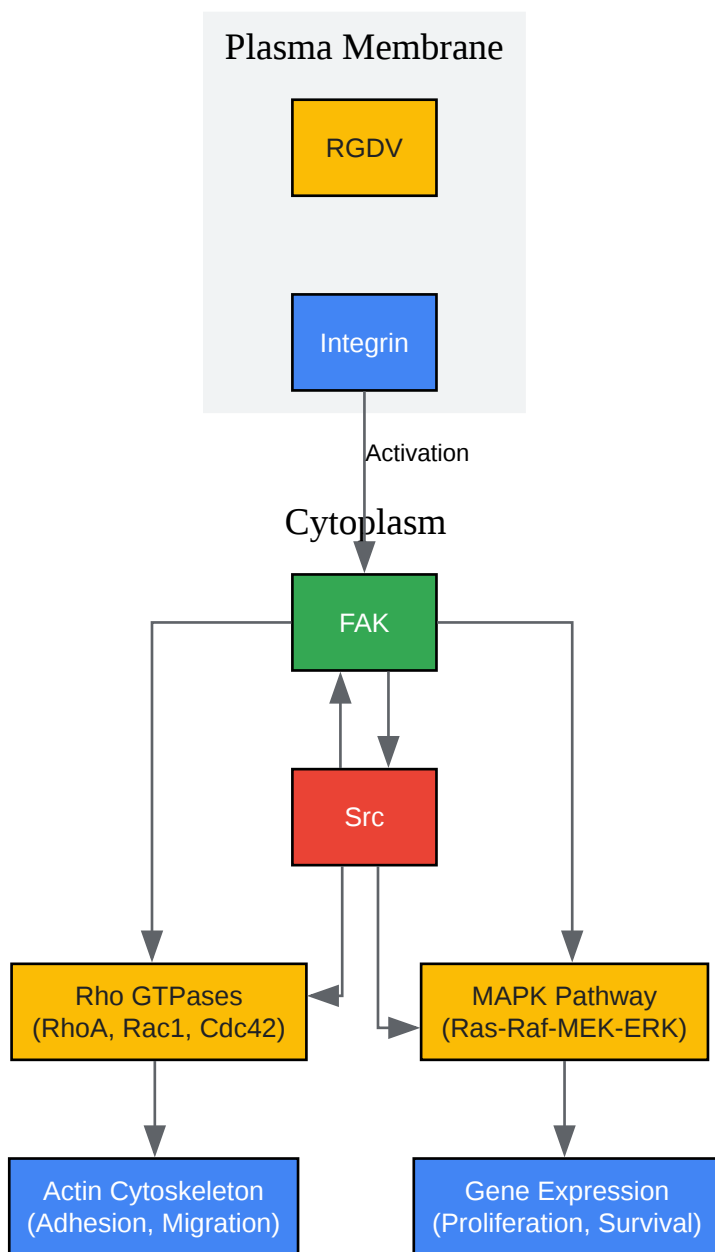 Plasma Membrane
RGDV
Integrin
Activation
Cytoplasm
FAK
Src
Rho GTPases
(RhoA, Rac1, Cdc42)
MAPK Pathway
(Ras-Raf-MEK-ERK)
Actin Cytoskeleton
(Adhesion, Migration)
Gene Expression
(Proliferation, Survival)